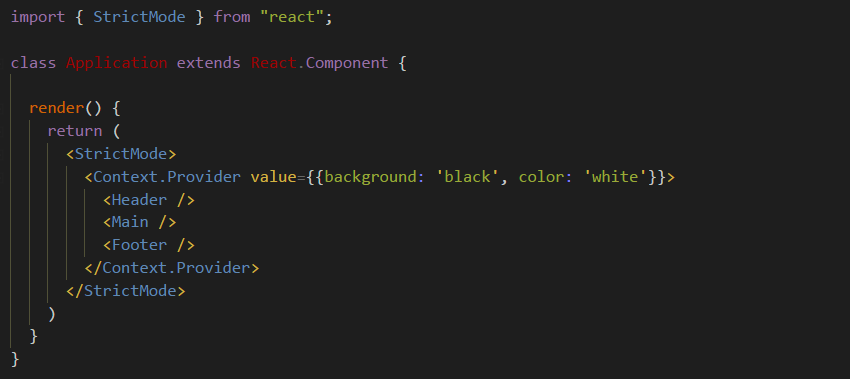 import { StrictMode } from "react";
class Application extends React.Component {
render() {
return (
<StrictMode>
<Context.Provider value={{background: 'black', color: 'white'}}>
<Header />
<Main />
<Footer />
</Context.Provider>
</StrictMode>
)
}
}